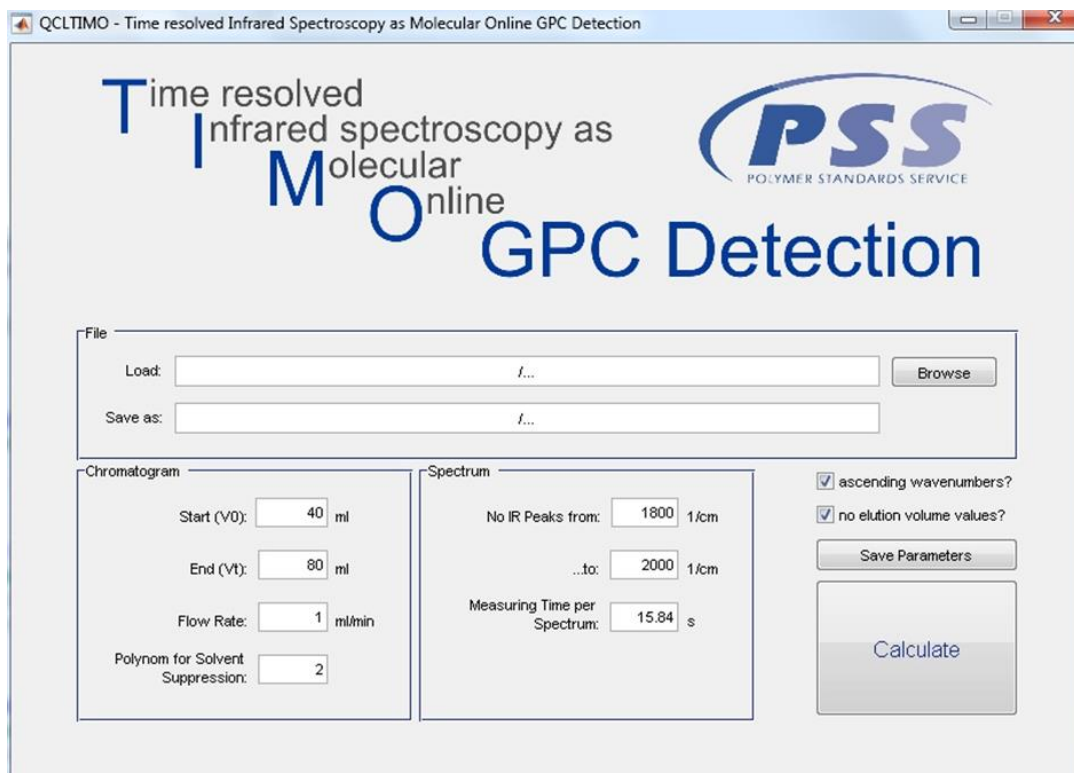 QCLTIMO - Time resolved Infrared Spectroscopy as Molecular Online GPC Detection
Time resolved
Infrared spectroscopy as
Molecular
Online
GPC Detection
PSS
POLYMER STANDARDS SERVICE
File
Load: /... Browse
Save as: /...
Chromatogram
Start (V0): 40 ml
End (Vt): 80 ml
Flow Rate: 1 ml/min
Polynom for Solvent
Suppression: 2
Spectrum
No IR Peaks from: 1800 1/cm
...to: 2000 1/cm
Measuring Time per
Spectrum: 15.84 s
ascending wavenumbers?
no elution volume values?
Save Parameters
Calculate